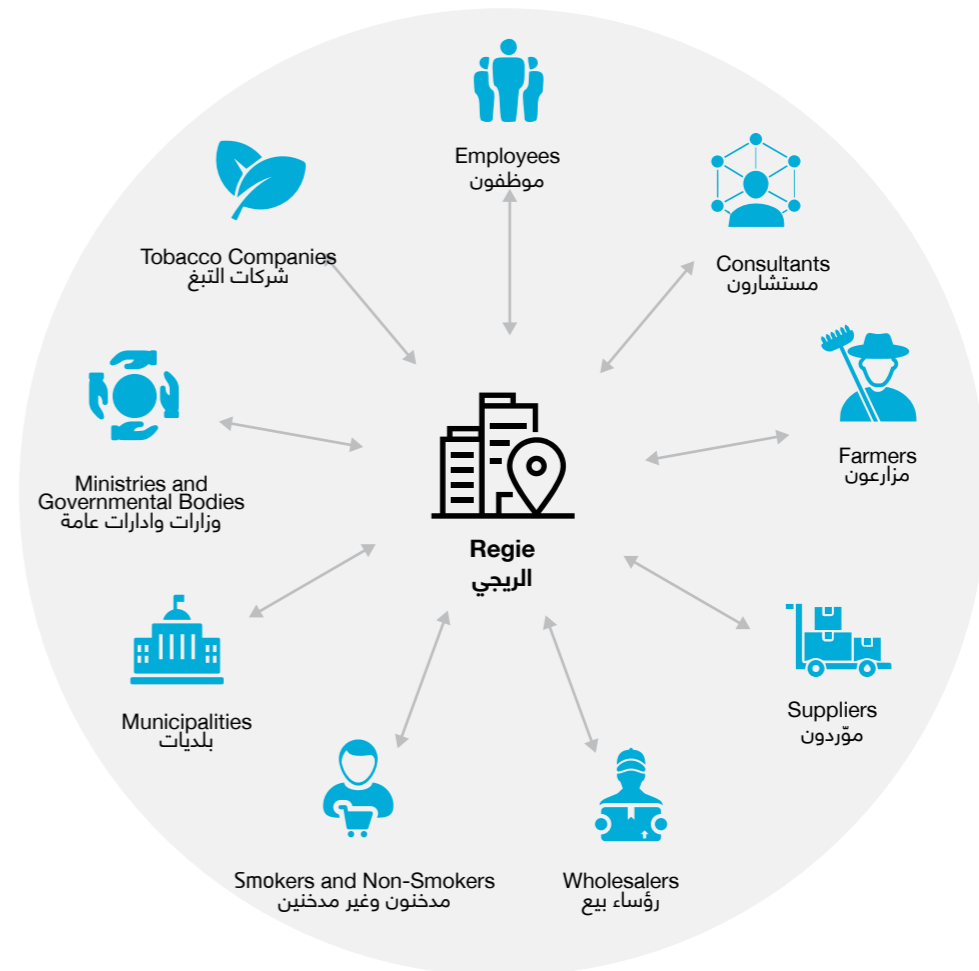 Employees
موظفون
Tobacco Companies
شركات التبغ
Consultants
مستشارون
Farmers
مزارعون
Ministries and
Governmental Bodies
وزارات وادارات عامة
Regie
الريجي
Suppliers
مورّدون
Municipalities
بلديات
Smokers and Non-Smokers
مدخنون وغير مدخنين
Wholesalers
رؤساء بيع